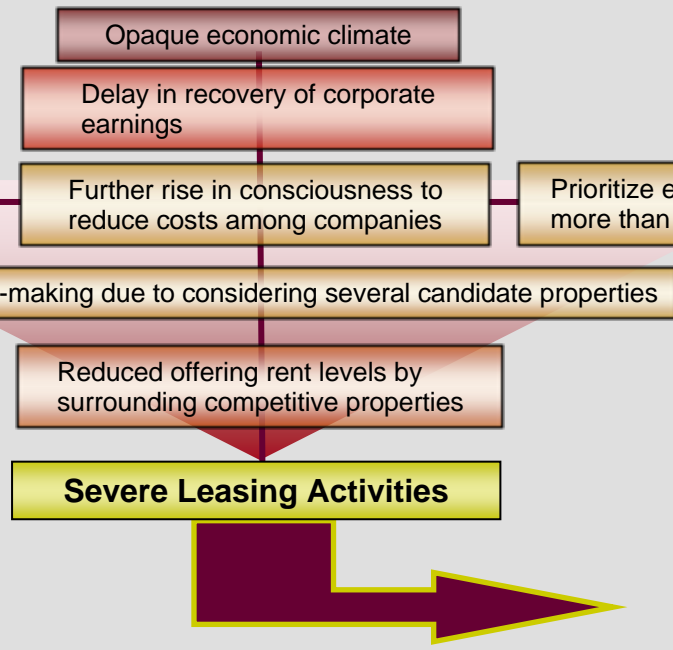 Opaque economic climate
Delay in recovery of corporate
earnings
Further rise in consciousness to
reduce costs among companies
Prioritize e
more than
-making due to considering several candidate properties
Reduced offering rent levels by
surrounding competitive properties
Severe Leasing Activities